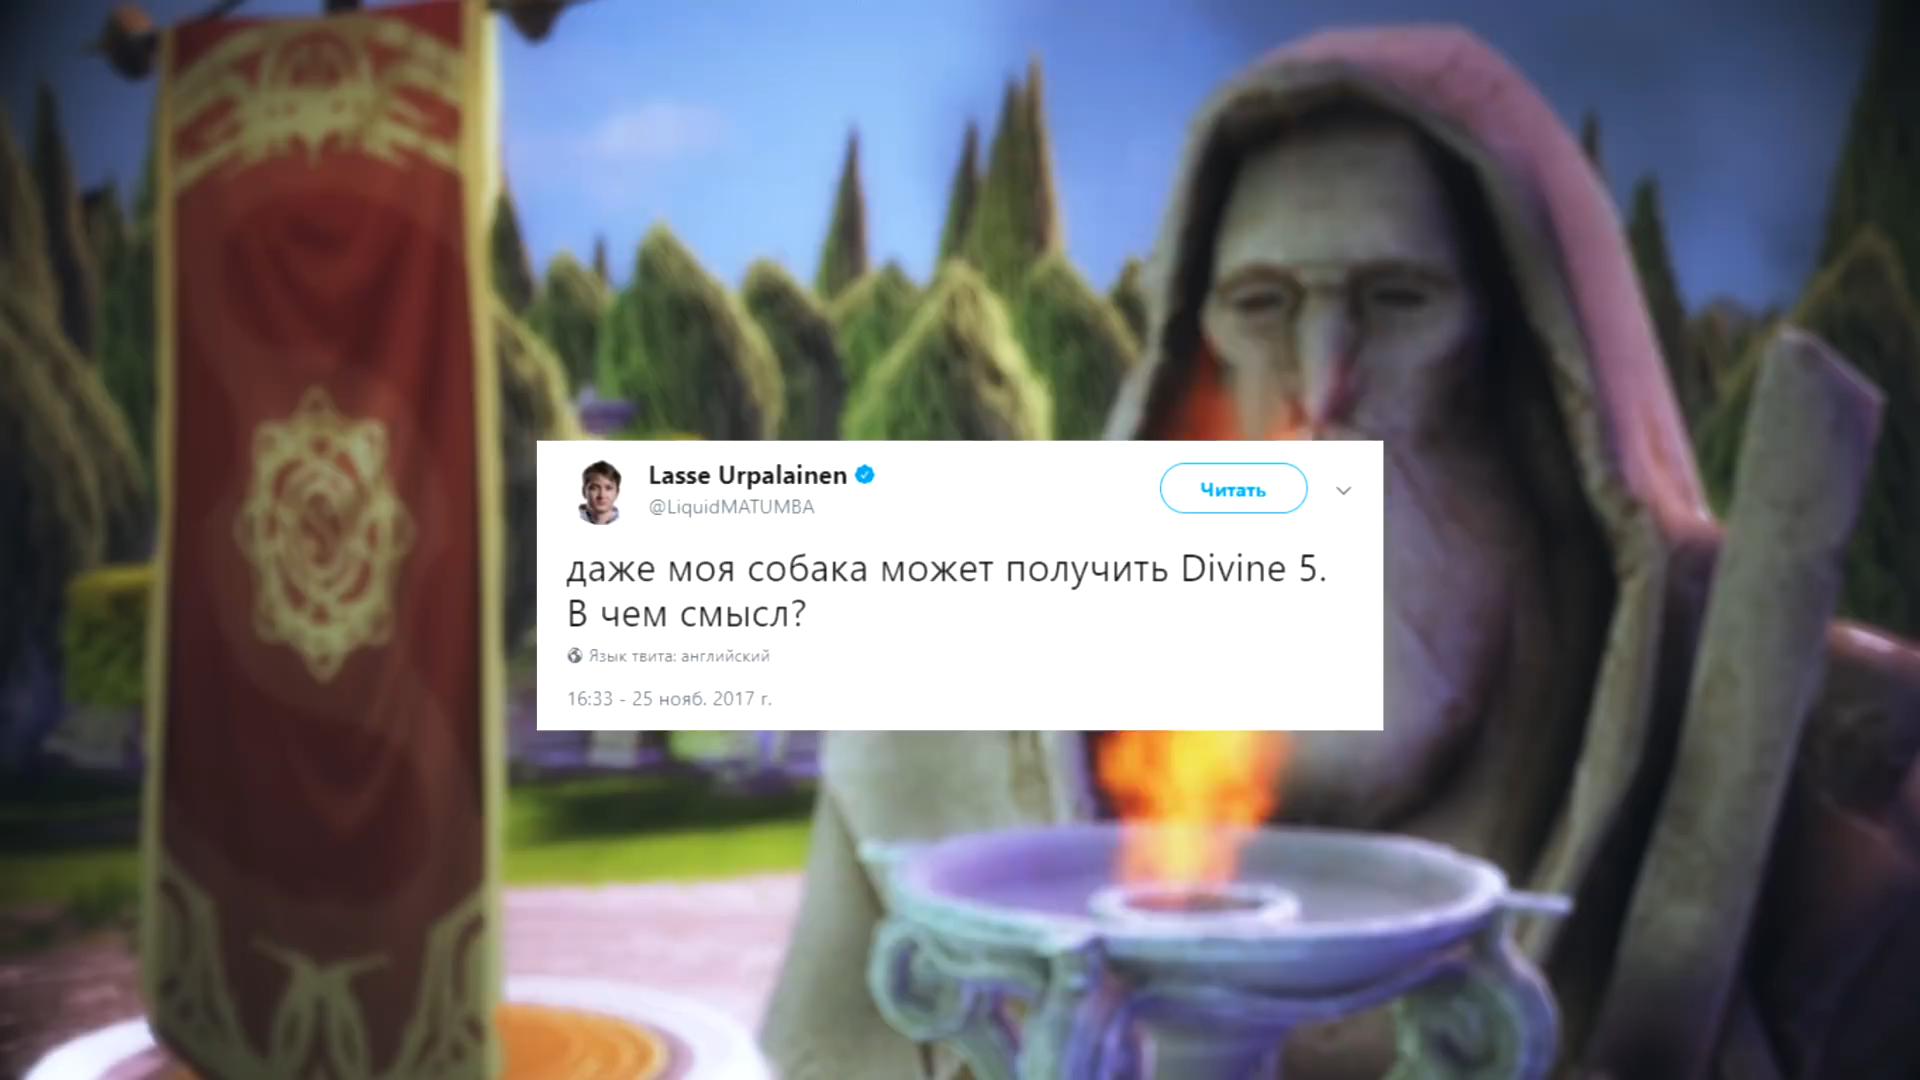 Lasse Urpalainen
@LiquidMATUMBA
Читать
даже моя собака может получить Divine 5.
В чем смысл?
Язык твита: английский
16:33 - 25 нояб. 2017 г.